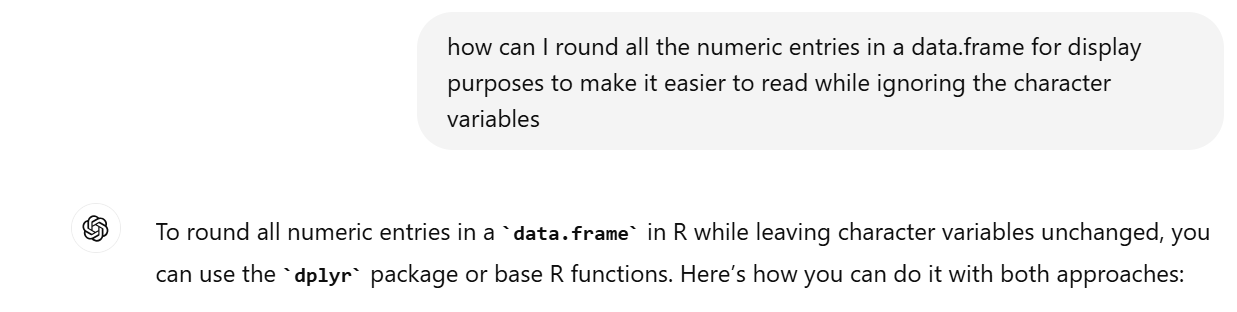 how can I round all the numeric entries in a data.frame for display
purposes to make it easier to read while ignoring the character
variables
To round all numeric entries in a `data.frame` in R while leaving character variables unchanged, you
can use the `dplyr` package or base R functions. Here’s how you can do it with both approaches: